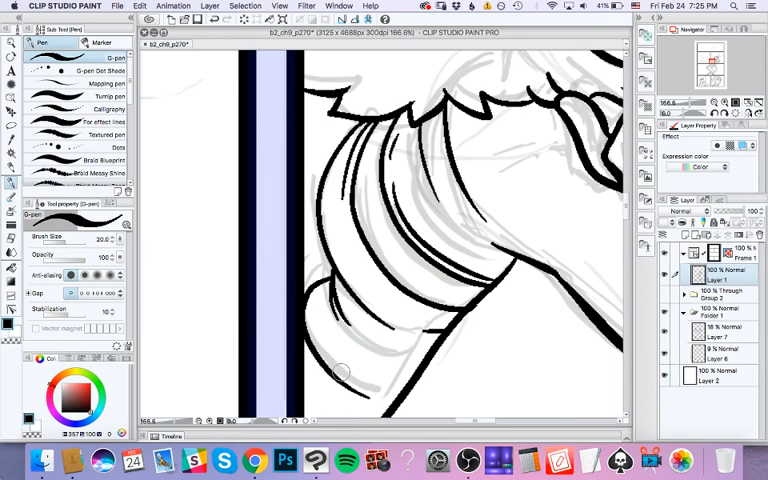 CLIP STUDIO PAINT File Edit Animation Layer Selection View Filter Window Help 41% Fri Feb 24 7:25 PM
b2_ch9_p270* (3125 x 4688px 300dpi 166.6%) - CLIP STUDIO PAINT PRO
Sub Tool [Pen]
Pen Marker
b2_ch9_p270*
G-pen
G-pen Dot Shade
Mapping pen
Turnip pen
Calligraphy
For effect lines
Textured pen
Dots
Braid Blueprint
Braid Messy Shine
Tool property [G-pen]
G-pen
Brush Size 20.0
Opacity 100
Anti-aliasing
Gap
Stabilization 10
Vector magnet
357 100 0
166.6 0.0
Timeline
Navigator
166.6
0.0
Layer Property
Effect
Expression color
Color
Layer
Normal 100
100 %
Frame 1
100 % Normal
Layer 1
100 % Through
Group 2
100 % Normal
Folder 1
18 % Normal
Layer 7
9 % Normal
Layer 6
100 % Normal
Layer 2
FEB
24
Ps